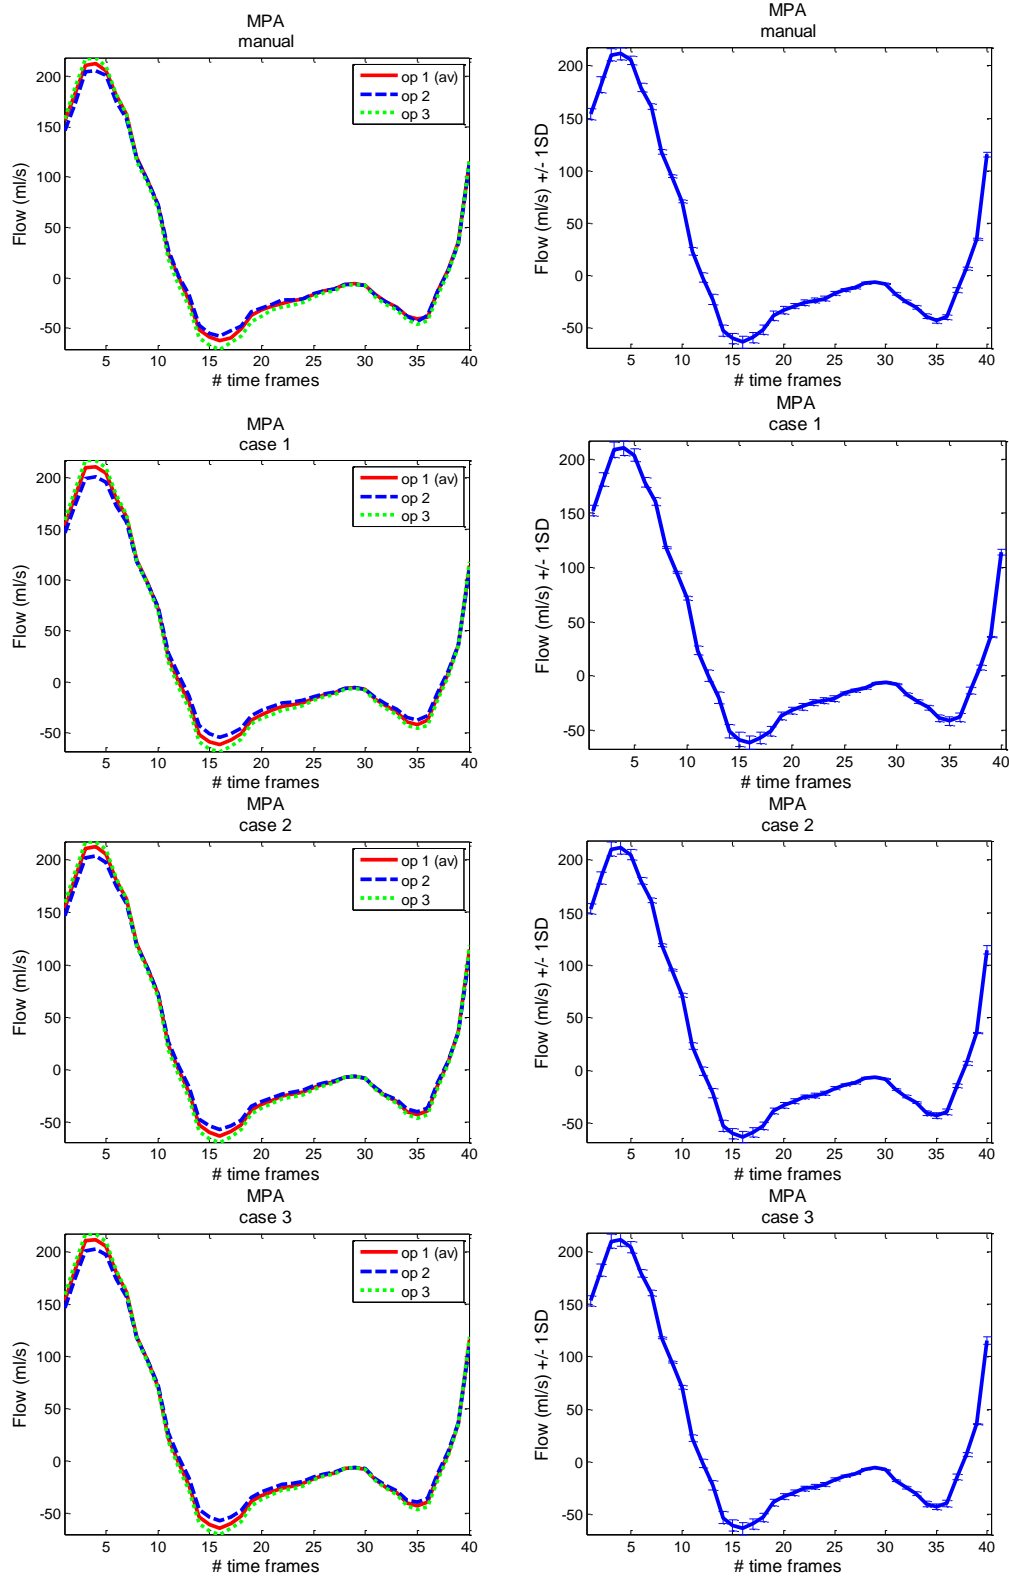 MPA
manual
op 1 (av)
op 2
op 3
Flow (ml/s)
200
150
100
50
0
-50
5 10 15 20 25 30 35 40
# time frames
MPA
manual
Flow (ml/s) +/- 1SD
200
150
100
50
0
-50
5 10 15 20 25 30 35 40
# time frames
MPA
case 1
op 1 (av)
op 2
op 3
Flow (ml/s)
200
150
100
50
0
-50
5 10 15 20 25 30 35 40
# time frames
MPA
case 1
Flow (ml/s) +/- 1SD
200
150
100
50
0
-50
5 10 15 20 25 30 35 40
# time frames
MPA
case 2
op 1 (av)
op 2
op 3
Flow (ml/s)
200
150
100
50
0
-50
5 10 15 20 25 30 35 40
# time frames
MPA
case 2
Flow (ml/s) +/- 1SD
200
150
100
50
0
-50
5 10 15 20 25 30 35 40
# time frames
MPA
case 3
op 1 (av)
op 2
op 3
Flow (ml/s)
200
150
100
50
0
-50
5 10 15 20 25 30 35 40
# time frames
MPA
case 3
Flow (ml/s) +/- 1SD
200
150
100
50
0
-50
5 10 15 20 25 30 35 40
# time frames